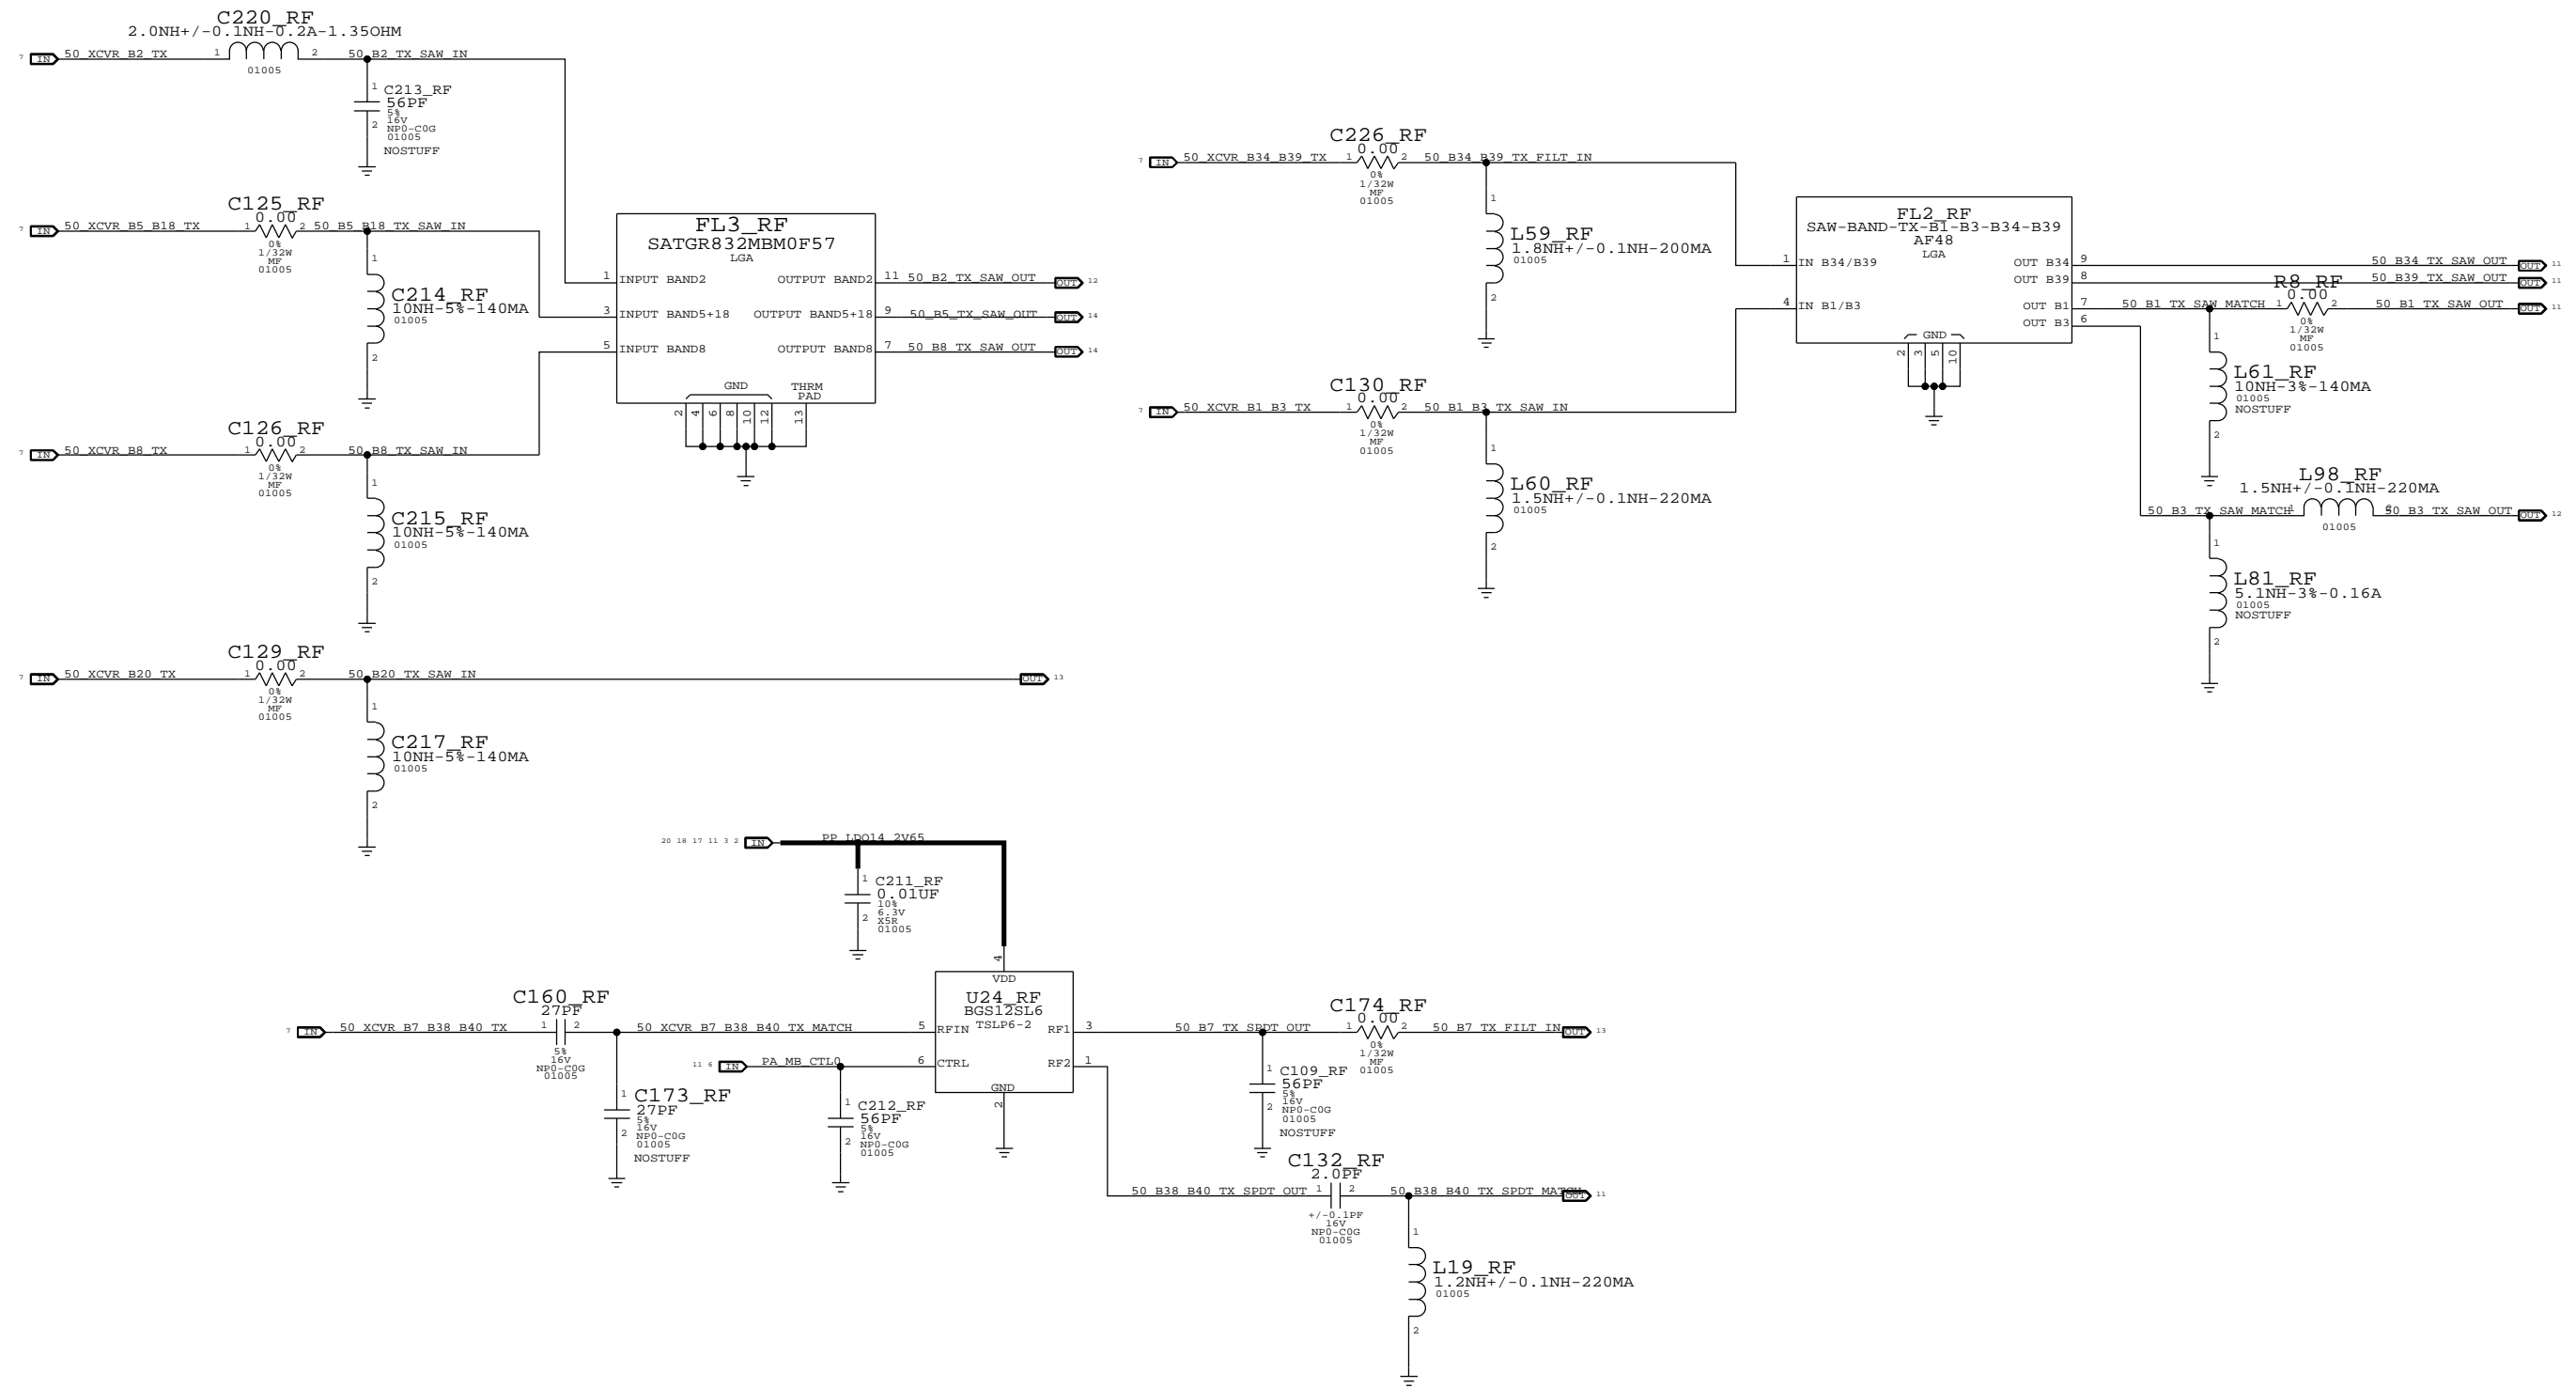 C220_RF
2.0NH+/-0.1NH-0.2A-1.35OHM
7 IN 50_XCVR_B2_TX 1 2 50_B2_TX_SAW_IN
01005
1 C213_RF
56PF
5%
16V
2 NP0-C0G
01005
NOSTUFF
C125_RF
0.00
7 IN 50_XCVR_B5_B18_TX 1 2 50_B5_B18_TX_SAW_IN
0%
1/32W
MF
01005
1
C214_RF
10NH-5%-140MA
01005
2
C126_RF
0.00
7 IN 50_XCVR_B8_TX 1 2 50_B8_TX_SAW_IN
0%
1/32W
MF
01005
1
C215_RF
10NH-5%-140MA
01005
2
FL3_RF
SATGR832MBM0F57
LGA
1 INPUT BAND2 OUTPUT BAND2 11 50_B2_TX_SAW_OUT OUT 12
3 INPUT BAND5+18 OUTPUT BAND5+18 9 50_B5_TX_SAW_OUT OUT 14
5 INPUT BAND8 OUTPUT BAND8 7 50_B8_TX_SAW_OUT OUT 14
GND THRM
PAD
2 4 6 8 10 12 13
C129_RF
0.00
7 IN 50_XCVR_B20_TX 1 2 50_B20_TX_SAW_IN OUT 13
0%
1/32W
MF
01005
1
C217_RF
10NH-5%-140MA
01005
2
C226_RF
0.00
7 IN 50_XCVR_B34_B39_TX 1 2 50_B34_B39_TX_FILT_IN
0%
1/32W
MF
01005
1
L59_RF
1.8NH+/-0.1NH-200MA
01005
2
C130_RF
0.00
7 IN 50_XCVR_B1_B3_TX 1 2 50_B1_B3_TX_SAW_IN
0%
1/32W
MF
01005
1
L60_RF
1.5NH+/-0.1NH-220MA
01005
2
FL2_RF
SAW-BAND-TX-B1-B3-B34-B39
AF48
LGA
1 IN B34/B39 OUT B34 9 50_B34_TX_SAW_OUT OUT 11
OUT B39 8 50_B39_TX_SAW_OUT OUT 11
4 IN B1/B3 OUT B1 7 50_B1_TX_SAW_MATCH 1 2 50_B1_TX_SAW_OUT OUT 11
OUT B3 6
GND
2 3 5 10
R8_RF
0.00
0%
1/32W
MF
01005
1
L61_RF
10NH-3%-140MA
01005
NOSTUFF
2
L98_RF
1.5NH+/-0.1NH-220MA
50_B3_TX_SAW_MATCH 1 2 50_B3_TX_SAW_OUT OUT 12
01005
1
L81_RF
5.1NH-3%-0.16A
01005
NOSTUFF
2
20 18 17 11 3 2 IN PP_LDO14_2V65
1 C211_RF
0.01UF
10%
6.3V
2 X5R
01005
4
VDD
U24_RF
BGS12SL6
TSLP6-2
5 RFIN RF1 3
6 CTRL RF2 1
GND
2
C160_RF
27PF
7 IN 50_XCVR_B7_B38_B40_TX 1 2 50_XCVR_B7_B38_B40_TX_MATCH
5%
16V
NP0-C0G
01005
11 6 IN PA_MB_CTL0
1 C173_RF
27PF
5%
16V
2 NP0-C0G
01005
NOSTUFF
1 C212_RF
56PF
5%
16V
2 NP0-C0G
01005
C174_RF
0.00
50_B7_TX_SPDT_OUT 1 2 50_B7_TX_FILT_IN OUT 13
0%
1/32W
MF
01005
1 C109_RF
56PF
5%
16V
2 NP0-C0G
01005
NOSTUFF
C132_RF
2.0PF
50_B38_B40_TX_SPDT_OUT 1 2 50_B38_B40_TX_SPDT_MATCH OUT 11
+/-0.1PF
16V
NP0-C0G
01005
1
L19_RF
1.2NH+/-0.1NH-220MA
01005
2